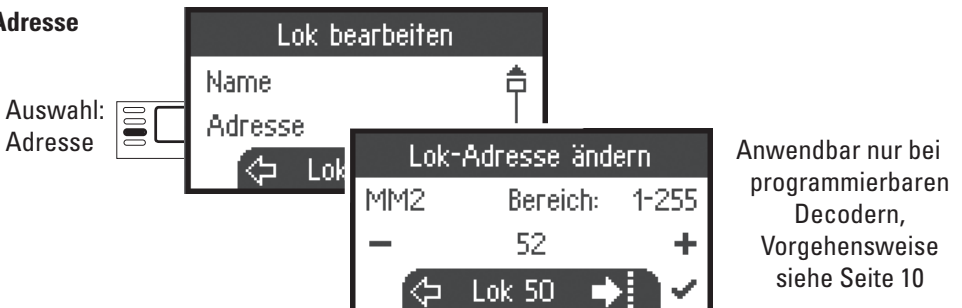 Adresse
Lok bearbeiten
Name
Auswahl:
Adresse
Adresse
Lok
Lok-Adresse ändern
MM2 Bereich: 1-255
− 52 +
Lok 50
Anwendbar nur bei
programmierbaren
Decodern,
Vorgehensweise
siehe Seite 10